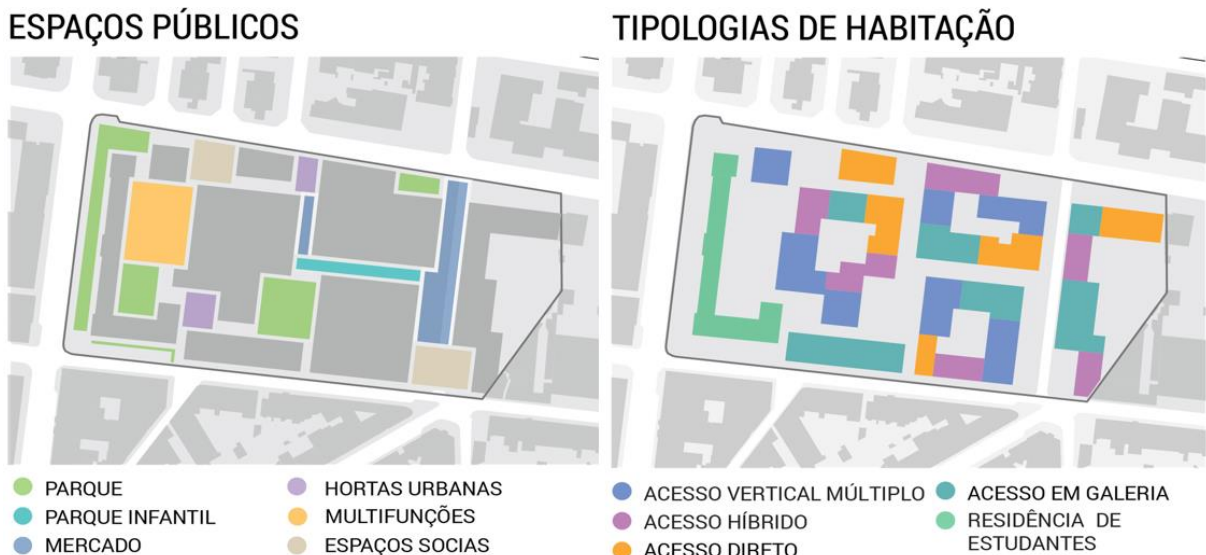 ESPAÇOS PÚBLICOS
PARQUE
PARQUE INFANTIL
MERCADO
HORTAS URBANAS
MULTIFUNÇÕES
ESPAÇOS SOCIAS
TIPOLOGIAS DE HABITAÇÃO
ACESSO VERTICAL MÚLTIPLO
ACESSO HÍBRIDO
ACESSO DIRETO
ACESSO EM GALERIA
RESIDÊNCIA DE
ESTUDANTES